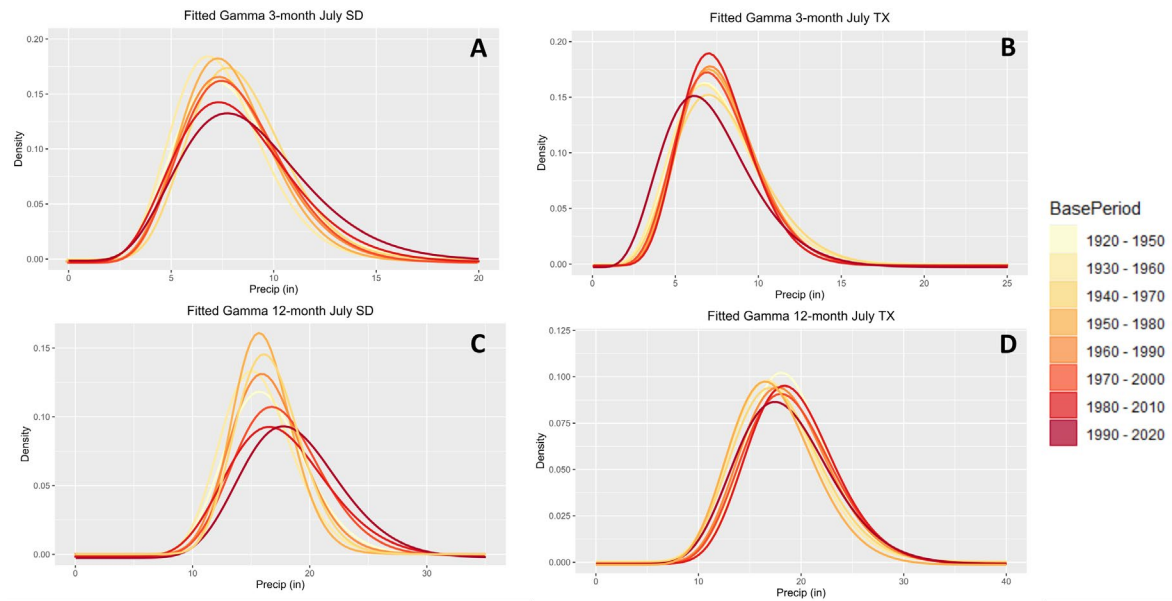 Fitted Gamma 3-month July SD
A
0.20
0.15
0.10
0.05
0.00
Density
0 5 10 15 20
Precip (in)
Fitted Gamma 3-month July TX
B
0.20
0.15
0.10
0.05
0.00
Density
0 5 10 15 20 25
Precip (in)
Fitted Gamma 12-month July SD
C
0.15
0.10
0.05
0.00
Density
0 10 20 30
Precip (in)
Fitted Gamma 12-month July TX
D
0.125
0.100
0.075
0.050
0.025
0.000
Density
0 10 20 30 40
Precip (in)
BasePeriod
1920 - 1950
1930 - 1960
1940 - 1970
1950 - 1980
1960 - 1990
1970 - 2000
1980 - 2010
1990 - 2020